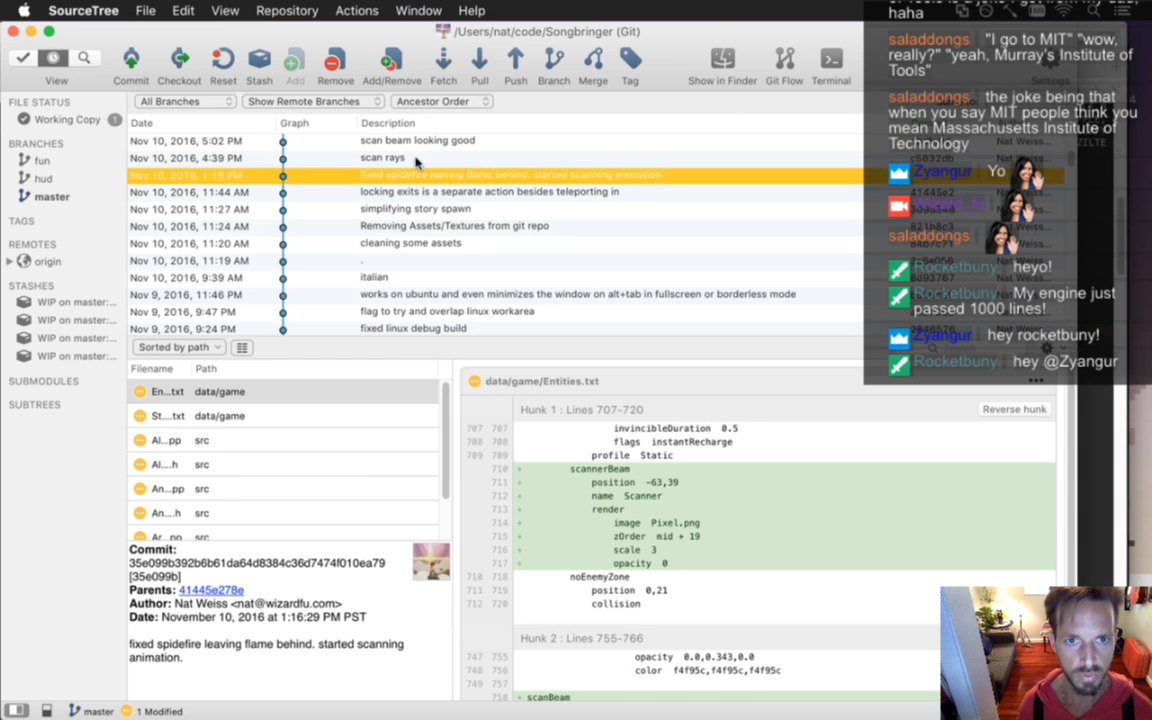 SourceTree File Edit View Repository Actions Window Help
/Users/nat/code/Songbringer (Git)
View Commit Checkout Reset Stash Add Remove Add/Remove Fetch Pull Push Branch Merge Tag Show in Finder Git Flow Terminal Settings
FILE STATUS
Working Copy 1
BRANCHES
fun
hud
master
TAGS
REMOTES
origin
STASHES
WIP on master:...
WIP on master:...
WIP on master:...
WIP on master:...
SUBMODULES
SUBTREES
All Branches Show Remote Branches Ancestor Order
Date Graph Description
Nov 10, 2016, 5:02 PM scan beam looking good
Nov 10, 2016, 4:39 PM scan rays
Nov 10, 2016, 1:16 PM fixed spidefire leaving flame behind. started scanning animation.
Nov 10, 2016, 11:44 AM locking exits is a separate action besides teleporting in
Nov 10, 2016, 11:27 AM simplifying story spawn
Nov 10, 2016, 11:24 AM Removing Assets/Textures from git repo
Nov 10, 2016, 11:20 AM cleaning some assets
Nov 10, 2016, 11:19 AM .
Nov 10, 2016, 9:39 AM italian
Nov 9, 2016, 11:46 PM works on ubuntu and even minimizes the window on alt+tab in fullscreen or borderless mode
Nov 9, 2016, 9:47 PM flag to try and overlap linux workarea
Nov 9, 2016, 9:24 PM fixed linux debug build
Sorted by path
Filename Path
En...txt data/game
St....txt data/game
Al...pp src
Al....h src
An...pp src
An....h src
Ar...pp src
Commit:
35e099b392b6b61da64d8384c36d7474f010ea79
[35e099b]
Parents: 41445e278e
Author: Nat Weiss <nat@wizardfu.com>
Date: November 10, 2016 at 1:16:29 PM PST
fixed spidefire leaving flame behind. started scanning
animation.
data/game/Entities.txt
Hunk 1 : Lines 707-720
Reverse hunk
707 707 invincibleDuration 0.5
708 708 flags instantRecharge
709 709 profile Static
710 + scannerBeam
711 + position -63,39
712 + name Scanner
713 + render
714 + image Pixel.png
715 + zOrder mid + 19
716 + scale 3
717 + opacity 0
710 718 noEnemyZone
711 719 position 0,21
712 720 collision
Hunk 2 : Lines 755-766
747 755 opacity 0.0,0.343,0.0
748 756 color f4f95c,f4f95c,f4f95c
749 757
758 + scanBeam
master 1 Modified
haha
saladdongs "I go to MIT" "wow,
really?" "yeah, Murray's Institute of
Tools"
saladdongs the joke being that
when you say MIT people think you
mean Massachusetts Institute of
Technology
Zyangur Yo
Wizard_fu
saladdongs
Rocketbuny heyo!
Rocketbuny My engine just
passed 1000 lines!
Zyangur hey rocketbuny!
Rocketbuny hey @Zyangur